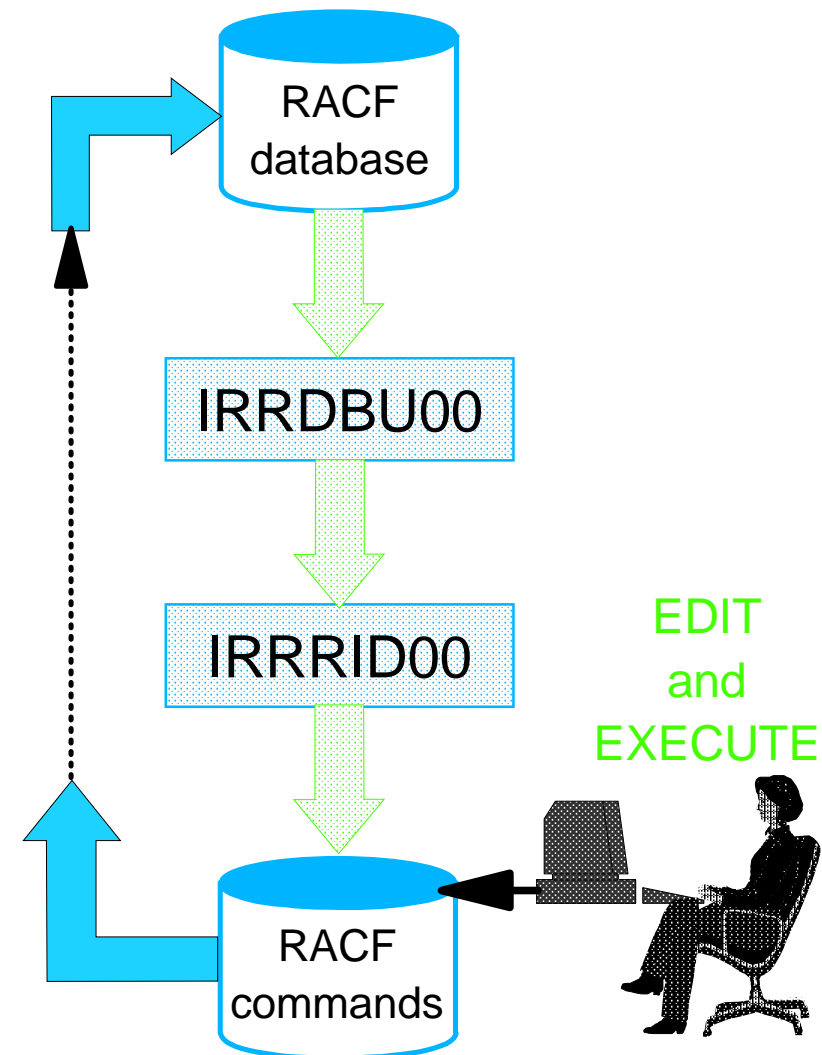 RACF
database
IRRDBU00
IRRRID00
EDIT
and
EXECUTE
RACF
commands